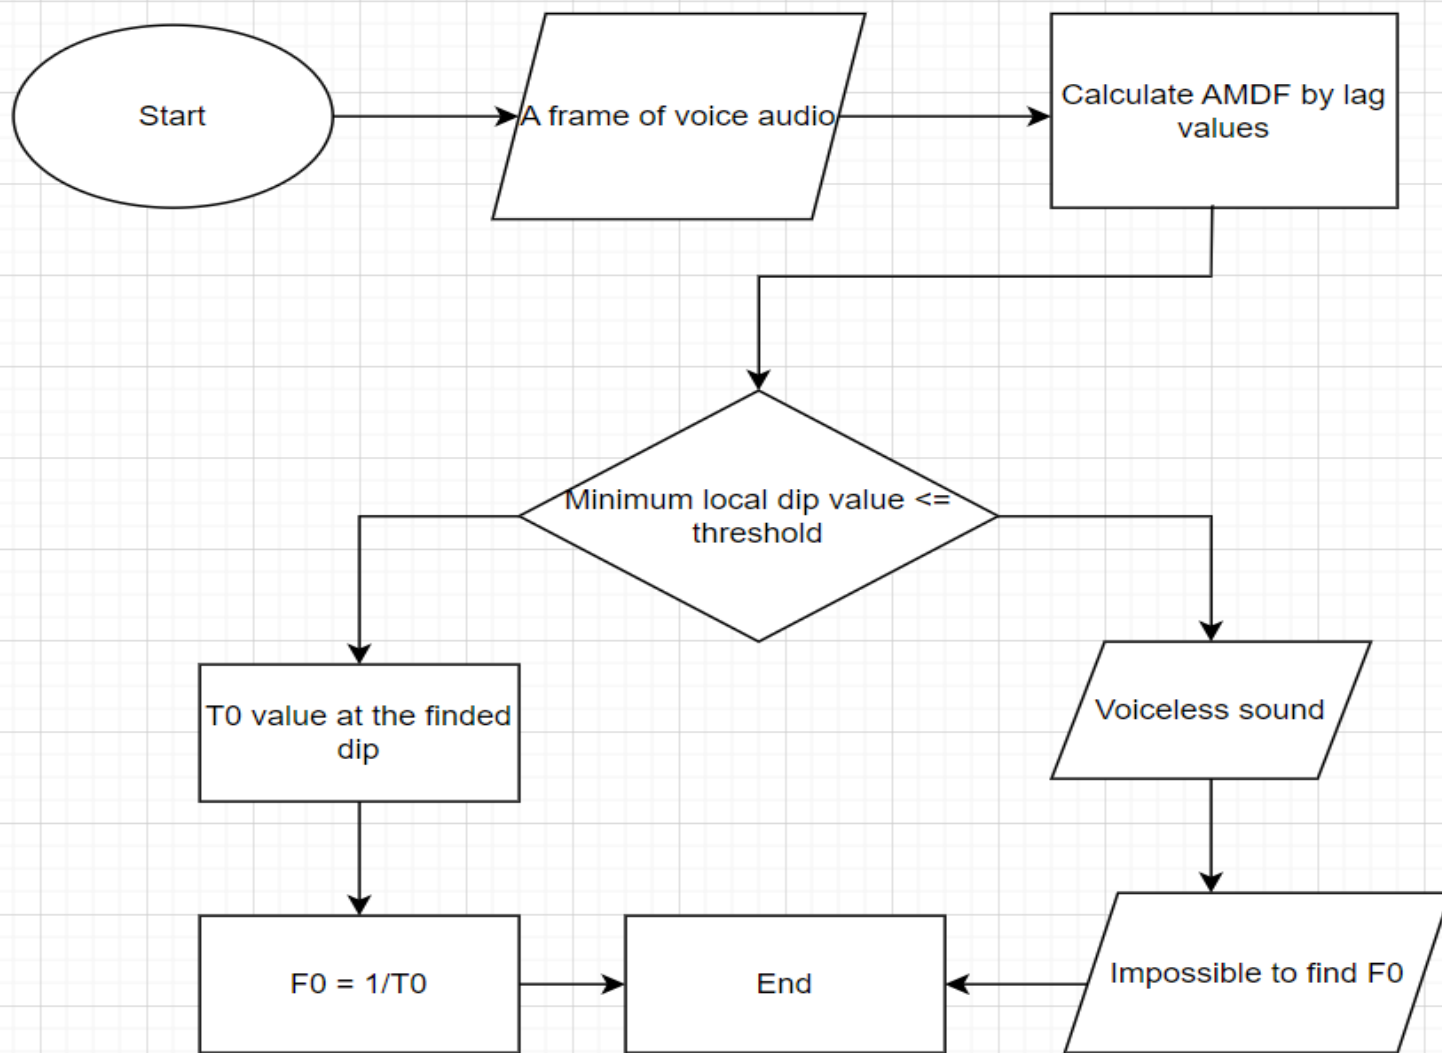 Start
A frame of voice audio
Calculate AMDF by lag
values
Minimum local dip value <=
threshold
T0 value at the finded
dip
Voiceless sound
F0 = 1/T0
End
Impossible to find F0